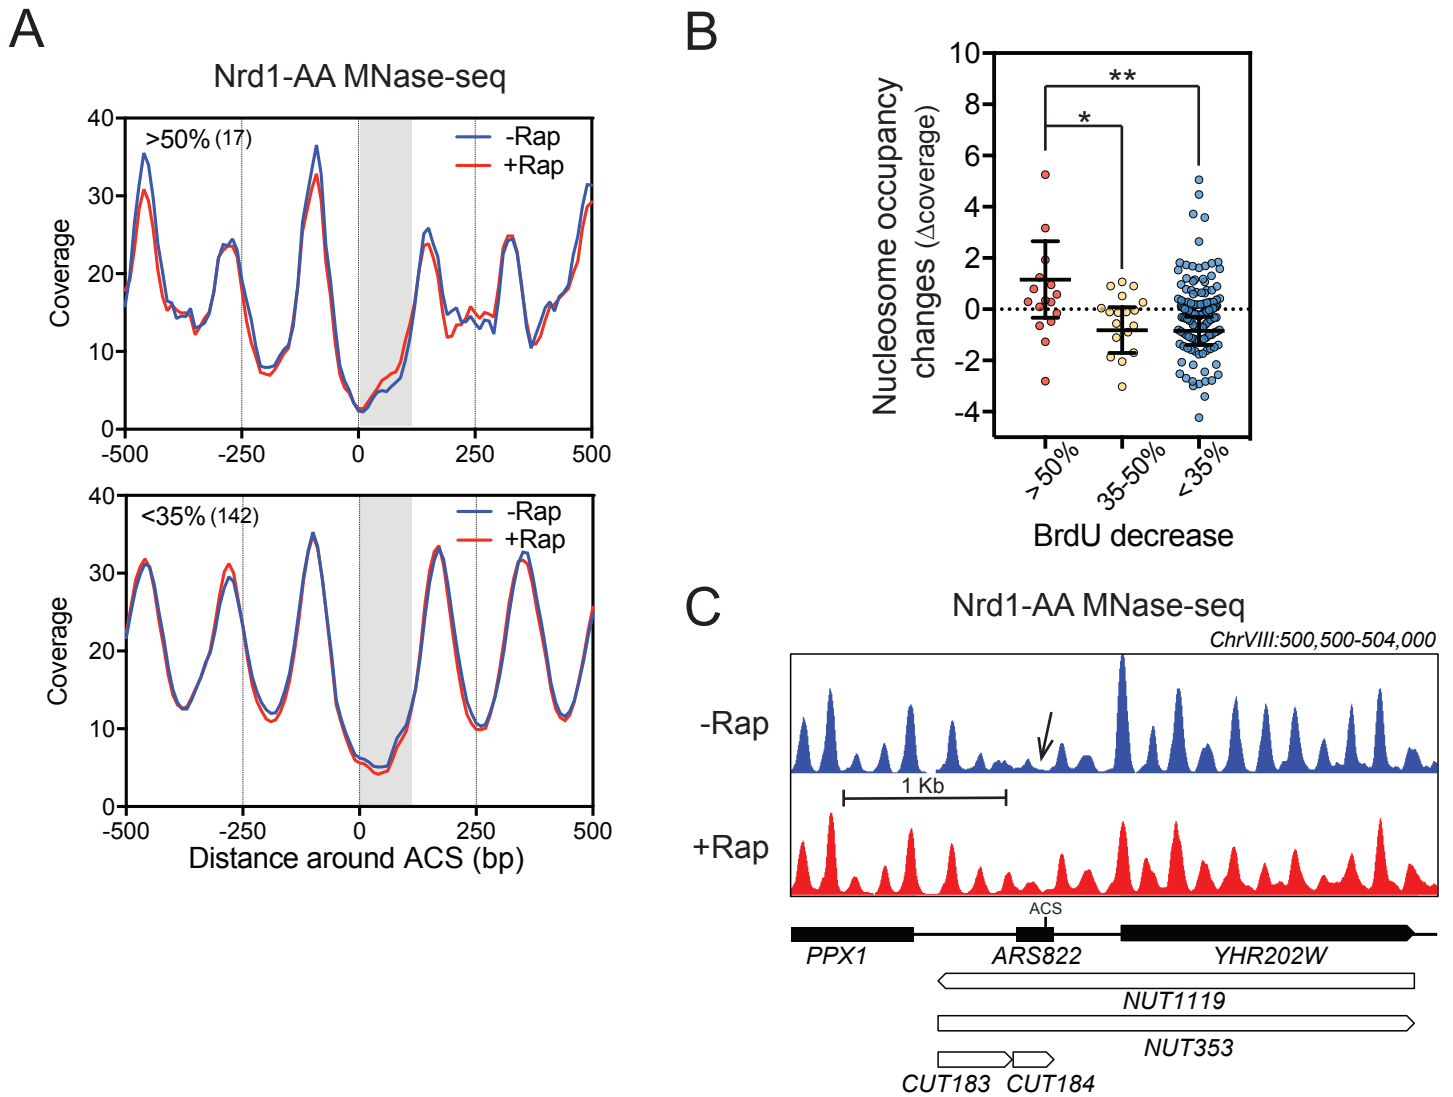 A
Nrd1-AA MNase-seq
>50% (17)
-Rap
+Rap
Coverage
40
30
20
10
0
-500
-250
0
250
500
<35% (142)
-Rap
+Rap
Coverage
40
30
20
10
0
-500
-250
0
250
500
Distance around ACS (bp)
B
Nucleosome occupancy
changes (Δcoverage)
10
8
6
4
2
0
-2
-4
**
*
>50%
35-50%
<35%
BrdU decrease
C
Nrd1-AA MNase-seq
ChrVIII:500,500-504,000
-Rap
1 Kb
+Rap
ACS
PPX1
ARS822
YHR202W
NUT1119
NUT353
CUT183
CUT184